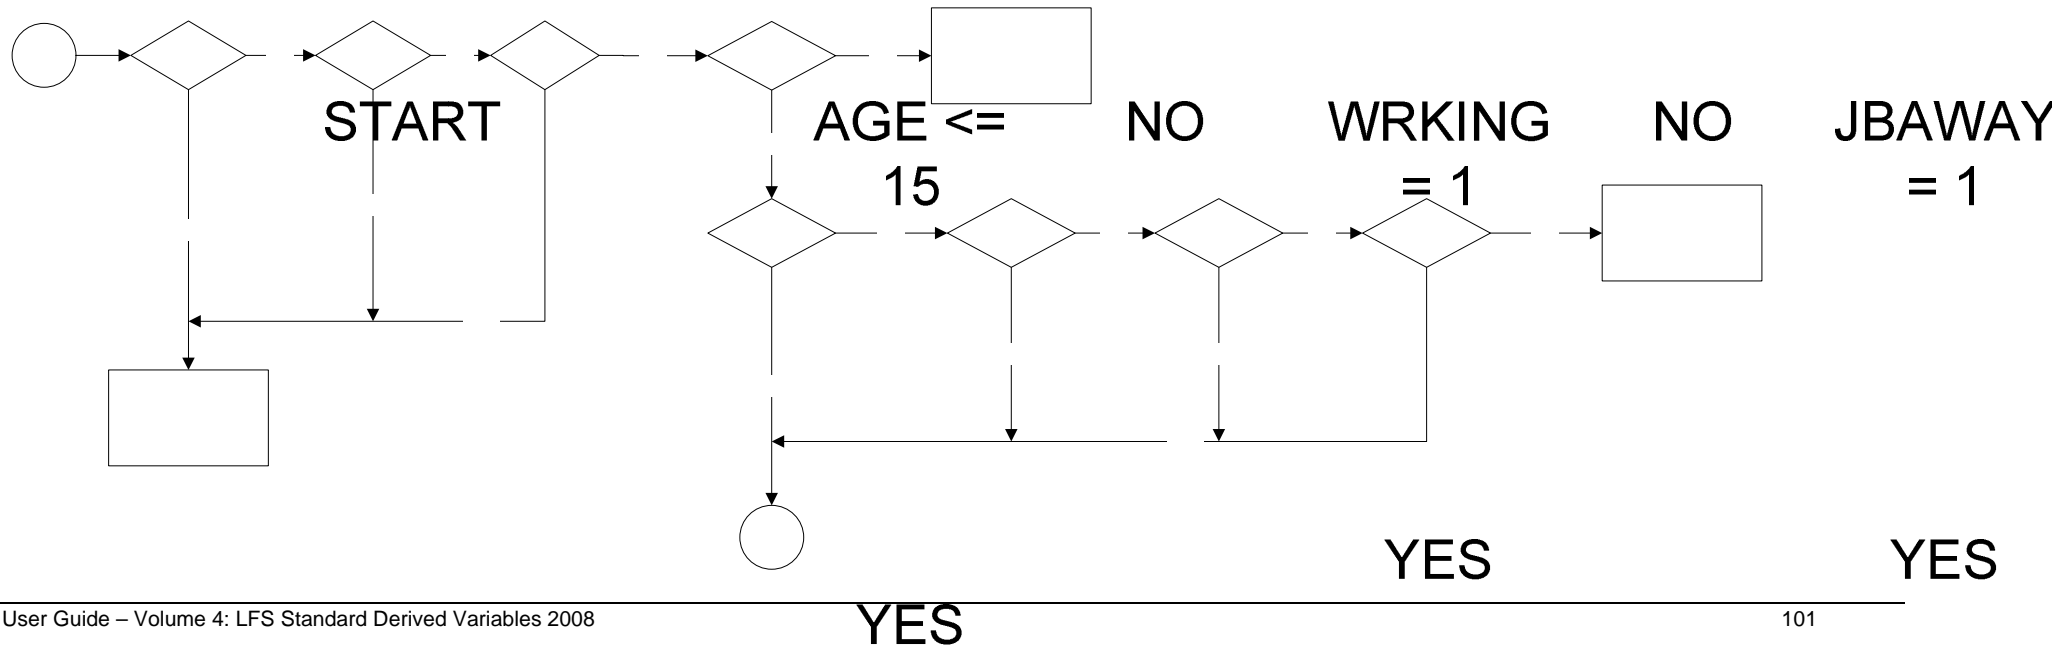 START AGE <= NO WRKING NO JBAWAY
15 = 1 = 1
YES YES
YES
User Guide – Volume 4: LFS Standard Derived Variables 2008 101